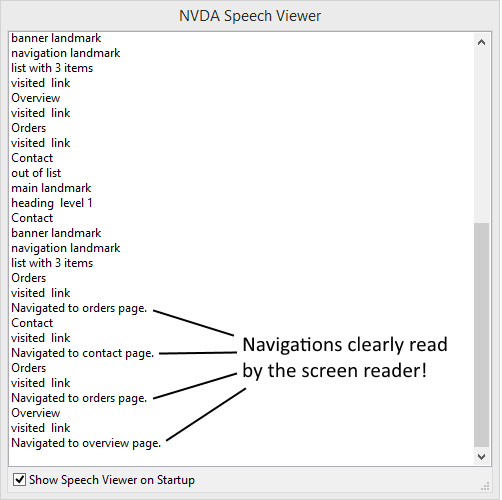 NVDA Speech Viewer
banner landmark
navigation landmark
list with 3 items
visited  link
Overview
visited  link
Orders
visited  link
Contact
out of list
main landmark
heading  level 1
Contact
banner landmark
navigation landmark
list with 3 items
Orders
visited  link
Navigated to orders page.
Contact
visited  link
Navigated to contact page.
Orders
visited  link
Navigated to orders page.
Overview
visited  link
Navigated to overview page.
Navigations clearly read
by the screen reader!
Show Speech Viewer on Startup